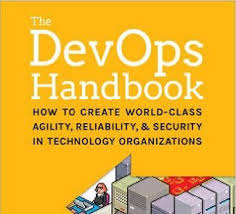 The
DevOps
Handbook
HOW TO CREATE WORLD-CLASS
AGILITY, RELIABILITY, & SECURITY
IN TECHNOLOGY ORGANIZATIONS